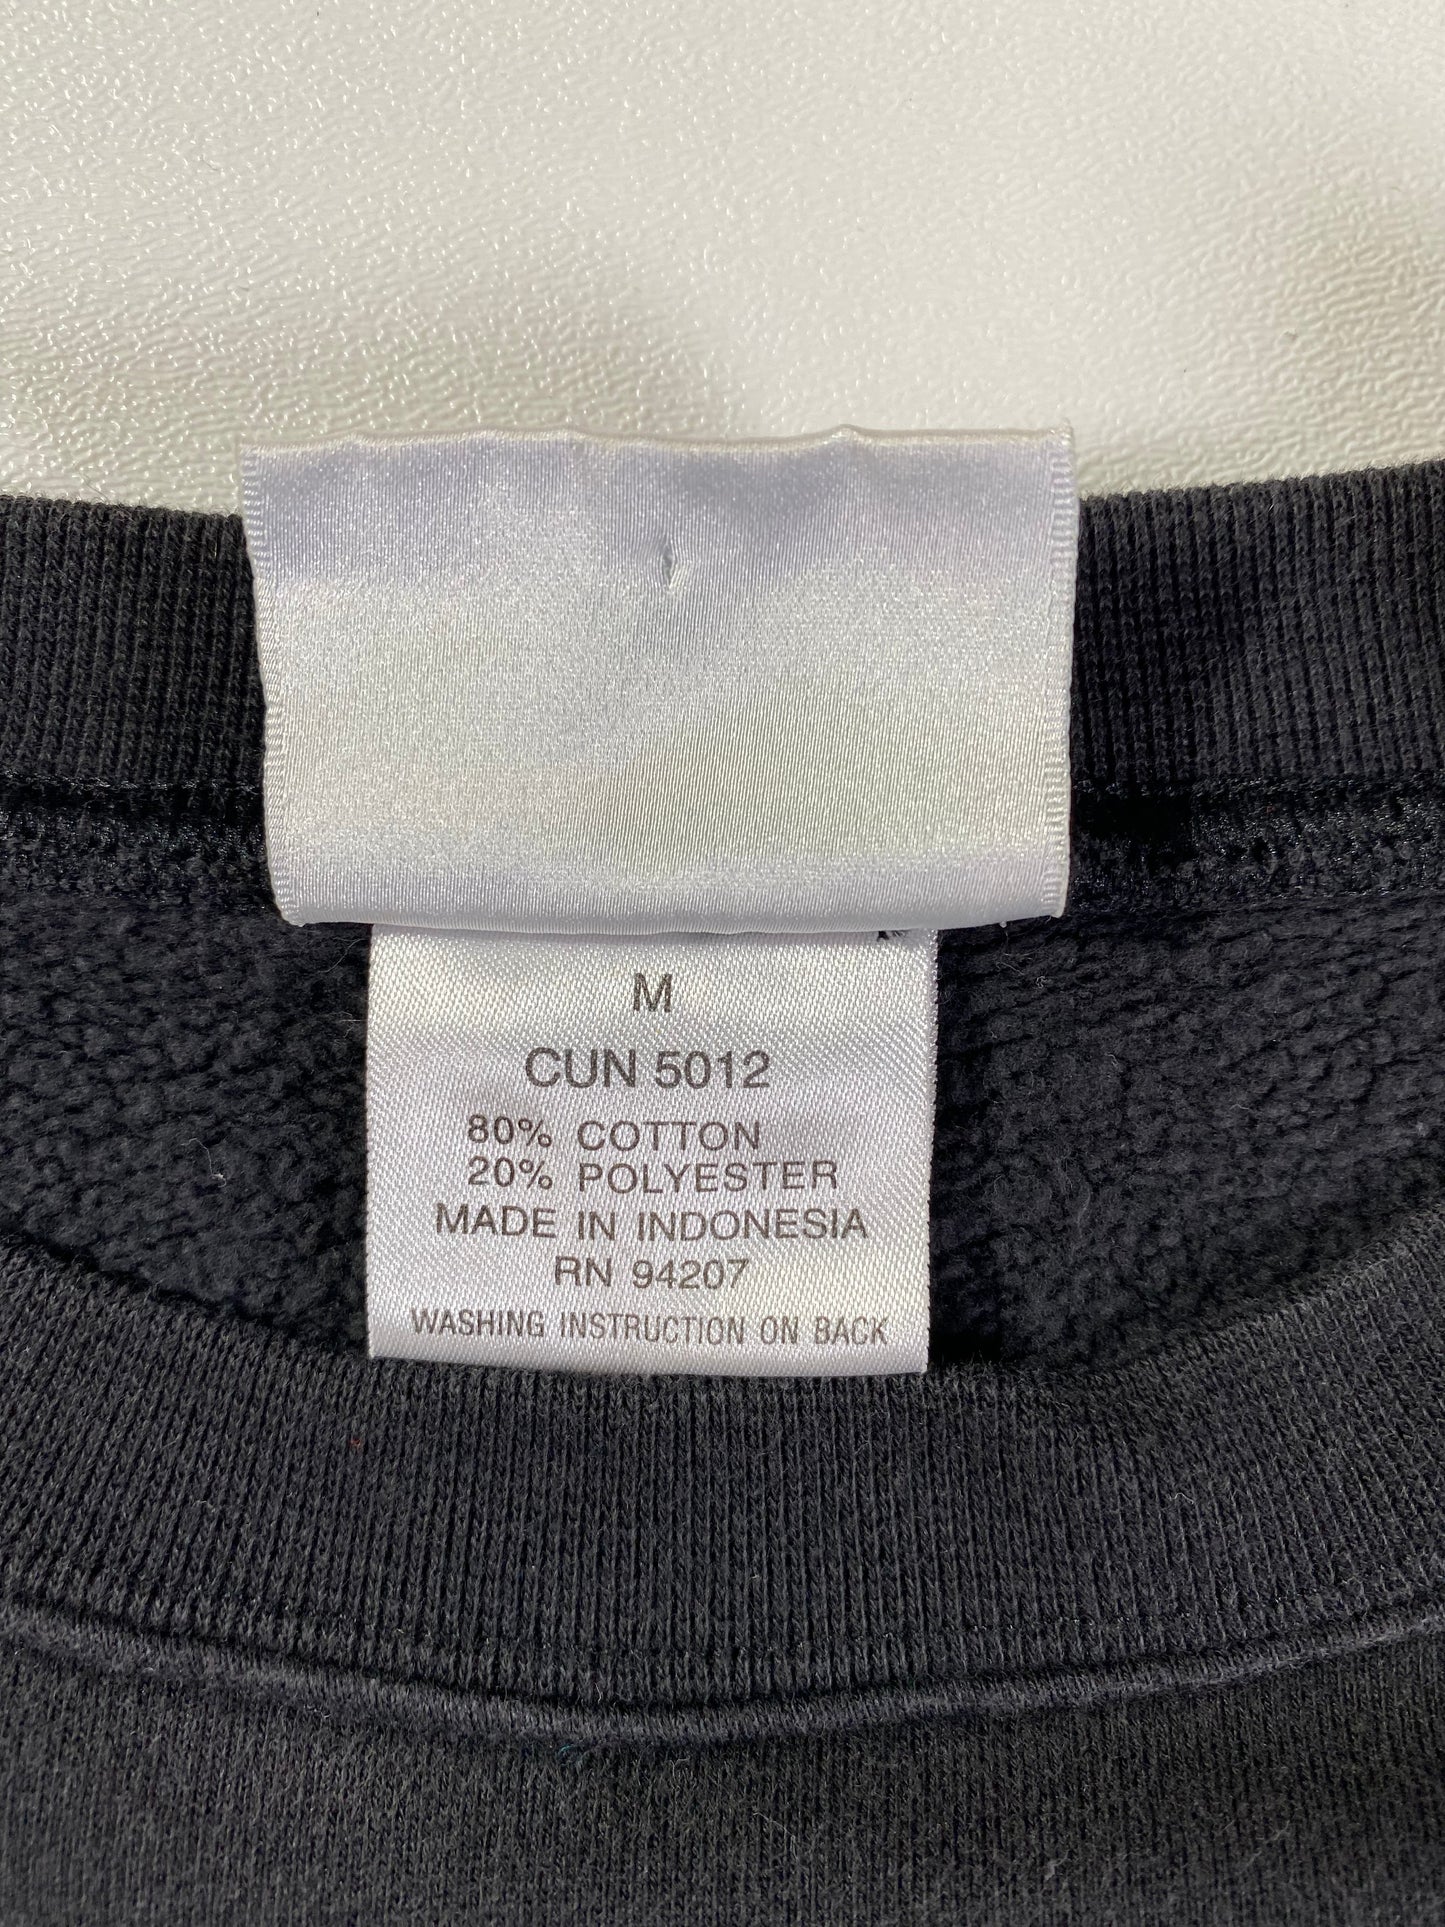 M
CUN 5012
80% COTTON
20% POLYESTER
MADE IN INDONESIA
RN 94207
WASHING INSTRUCTION ON BACK